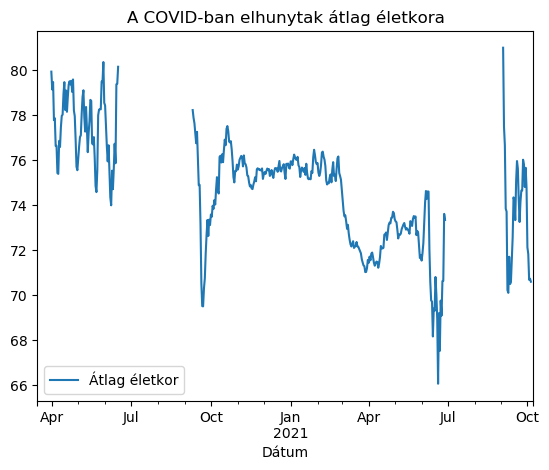 A COVID-ban elhunytak átlag életkora
80
78
76
74
72
70
68
66
Átlag életkor
Apr Jul Oct Jan Apr Jul Oct
2021
Dátum